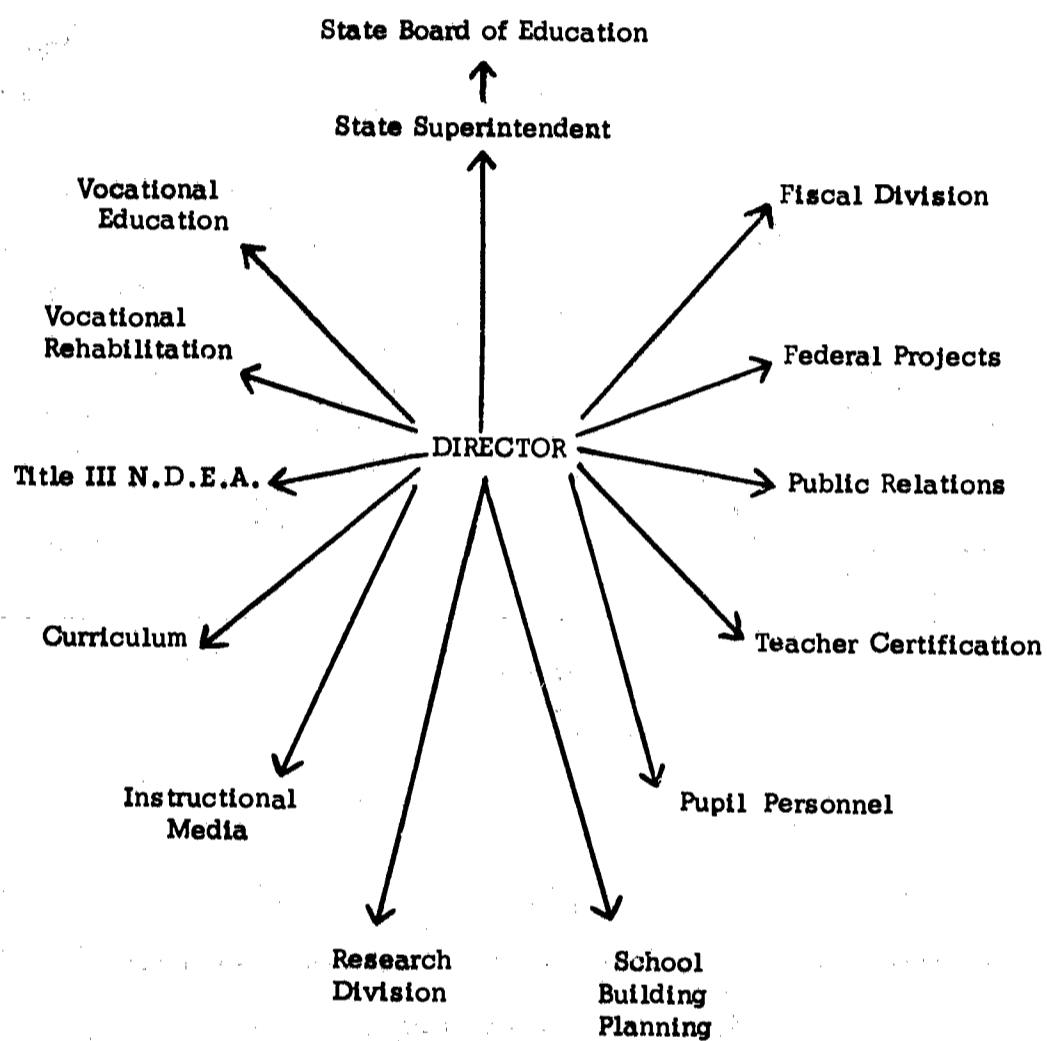 State Board of Education
State Superintendent
Vocational
Education
Fiscal Division
Vocational
Rehabilitation
Federal Projects
DIRECTOR
Title III N.D.E.A.
Public Relations
Curriculum
Teacher Certification
Instructional
Media
Pupil Personnel
Research
Division
School
Building
Planning